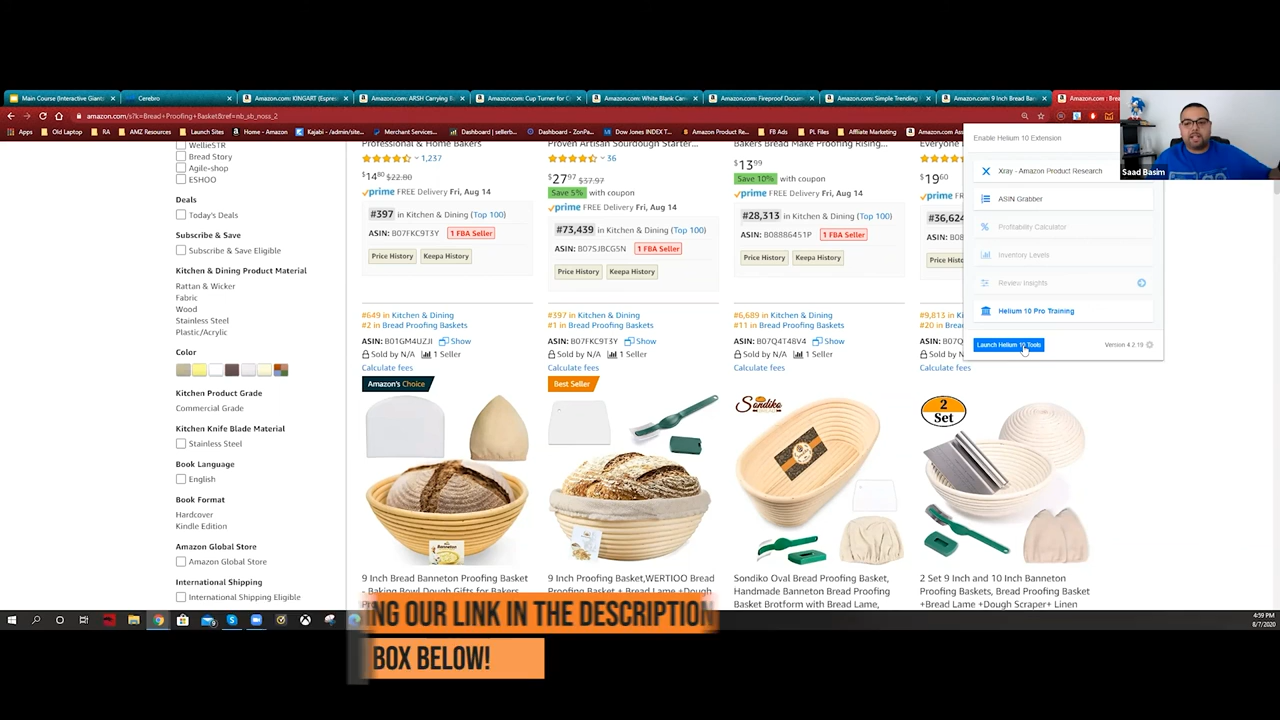 Main Course (Interactive Giant
Cerebro
Amazon.com: KINGART (Espres
Amazon.com: ARSH Carrying B
Amazon.com: Cup Turner for C
Amazon.com: White Blank Car
Amazon.com: Fireproof Docum
Amazon.com: Simple Trending
Amazon.com: 9 Inch Bread Ban
Amazon.com: Bre
amazon.com/s?k=Bread+Proofing+Basket&ref=nb_sb_noss_2
Apps
Old Laptop
RA
AMZ Resources
Launch Sites
Home - Amazon
Kajabi - /admin/site...
Merchant Services...
Dashboard | sellerb...
Dashboard - ZonPa...
Dow Jones INDEX T...
Amazon Product Re...
FB Ads
PL Files
Affliate Marketing
Amazon.com Ass
Saad Basim
Enable Helium 10 Extension
Xray - Amazon Product Research
ASIN Grabber
Profitability Calculator
Inventory Levels
Review Insights
Helium 10 Pro Training
Launch Helium 10 Tools
Version 4.2.19
WellieSTR
Bread Story
Agile-shop
ESHOO
Deals
Today's Deals
Subscribe & Save
Subscribe & Save Eligible
Kitchen & Dining Product Material
Rattan & Wicker
Fabric
Wood
Stainless Steel
Plastic/Acrylic
Color
Kitchen Product Grade
Commercial Grade
Kitchen Knife Blade Material
Stainless Steel
Book Language
English
Book Format
Hardcover
Kindle Edition
Amazon Global Store
Amazon Global Store
International Shipping
International Shipping Eligible
Professional & Home Bakers
1,237
$1480 $22.80
prime FREE Delivery Fri, Aug 14
#397 in Kitchen & Dining (Top 100)
ASIN: B07FKC9T3Y 1 FBA Seller
Price History Keepa History
Proven Artisan Sourdough Starter...
36
$2797 $37.97
Save 5% with coupon
prime FREE Delivery Fri, Aug 14
#73,439 in Kitchen & Dining (Top 100)
ASIN: B075JBCG5N 1 FBA Seller
Price History Keepa History
Bakers Bread Make Proofing Rising...
$1399
Save 10% with coupon
prime FREE Delivery Fri, Aug 14
#28,313 in Kitchen & Dining (Top 100)
ASIN: B08886451P 1 FBA Seller
Price History Keepa History
Everyone
$1960
prime FREE
#36,624
ASIN: B08
Price History
#649 in Kitchen & Dining
#2 in Bread Proofing Baskets
ASIN: B01GM4UZJI Show
Sold by N/A 1 Seller
Calculate fees
Amazon's Choice
#397 in Kitchen & Dining
#1 in Bread Proofing Baskets
ASIN: B07FKC9T3Y Show
Sold by N/A 1 Seller
Calculate fees
Best Seller
#6,689 in Kitchen & Dining
#11 in Bread Proofing Baskets
ASIN: B07Q4T48V4 Show
Sold by N/A 1 Seller
Calculate fees
#9,813 in Kit
#20 in Bread
ASIN: B07Q
Sold by N/A
Calculate fees
Sondiko
2
Set
9 Inch Bread Banneton Proofing Basket
- Baking Bowl Dough Gifts for Bakers
9 Inch Proofing Basket,WERTIOO Bread
Proofing Basket + Bread Lame +Dough
Sondiko Oval Bread Proofing Basket,
Handmade Banneton Bread Proofing
Basket Brotform with Bread Lame,
2 Set 9 Inch and 10 Inch Banneton
Proofing Baskets, Bread Proofing Basket
+Bread Lame +Dough Scraper+ Linen
NG OUR LINK IN THE DESCRIPTION
BOX BELOW!
4:59 PM
8/7/2020